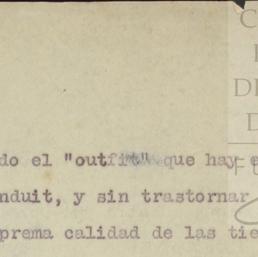 do el "outfit" que hay e
nduit, y sin trastornar
prema calidad de las tie